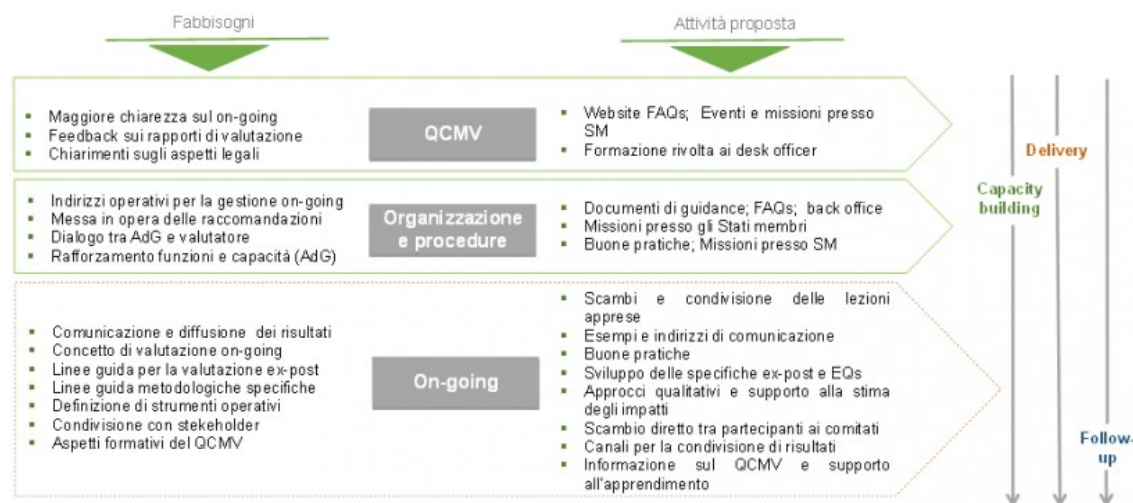 Fabbisogni
Attività proposta
Maggiore chiarezza sul on-going
Feedback sui rapporti di valutazione
Chiarimenti sugli aspetti legali
QCMV
Website FAQs; Eventi e missioni presso
SM
Formazione rivolta ai desk officer
Indirizzi operativi per la gestione on-going
Messa in opera delle raccomandazioni
Dialogo tra AdG e valutatore
Rafforzamento funzioni e capacità (AdG)
Organizzazione
e procedure
Documenti di guidance; FAQs; back office
Missioni presso gli Stati membri
Buone pratiche; Missioni presso SM
Comunicazione e diffusione dei risultati
Concetto di valutazione on-going
Linee guida per la valutazione ex-post
Linee guida metodologiche specifiche
Definizione di strumenti operativi
Condivisione con stekeholder
Aspetti formativi del QCMV
On-going
Scambi e condivisione delle lezioni
apprese
Esempi e indirizzi di comunicazione
Buone pratiche
Sviluppo delle specifiche ex-post e EQs
Approcci qualitativi e supporto alla stima
degli impatti
Scambio diretto tra partecipanti ai comitati
Canali per la condivisione di risultati
Informazione sul QCMV e supporto
all'apprendimento
Capacity
building
Delivery
Follow-
up